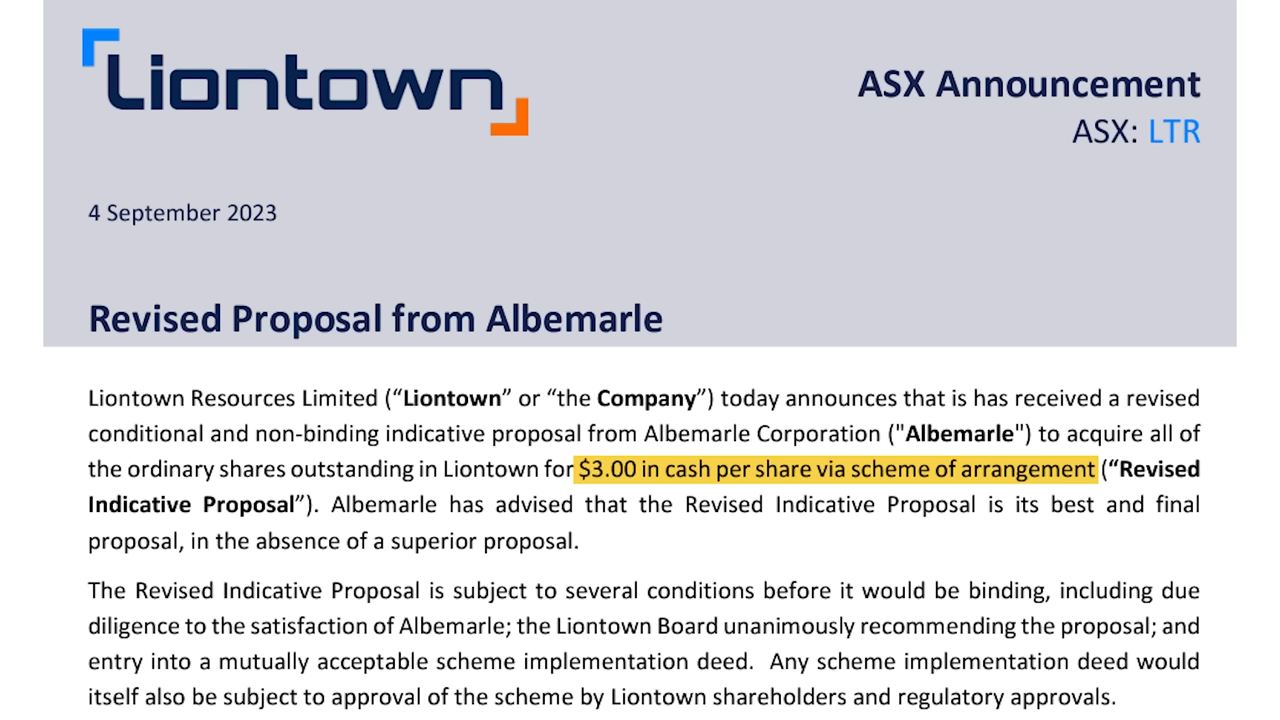 Liontown
ASX Announcement
ASX: LTR
4 September 2023
Revised Proposal from Albemarle
Liontown Resources Limited (“Liontown” or “the Company”) today announces that is has received a revised
conditional and non-binding indicative proposal from Albemarle Corporation ("Albemarle") to acquire all of
the ordinary shares outstanding in Liontown for $3.00 in cash per share via scheme of arrangement (“Revised
Indicative Proposal”). Albemarle has advised that the Revised Indicative Proposal is its best and final
proposal, in the absence of a superior proposal.
The Revised Indicative Proposal is subject to several conditions before it would be binding, including due
diligence to the satisfaction of Albemarle; the Liontown Board unanimously recommending the proposal; and
entry into a mutually acceptable scheme implementation deed.  Any scheme implementation deed would
itself also be subject to approval of the scheme by Liontown shareholders and regulatory approvals.